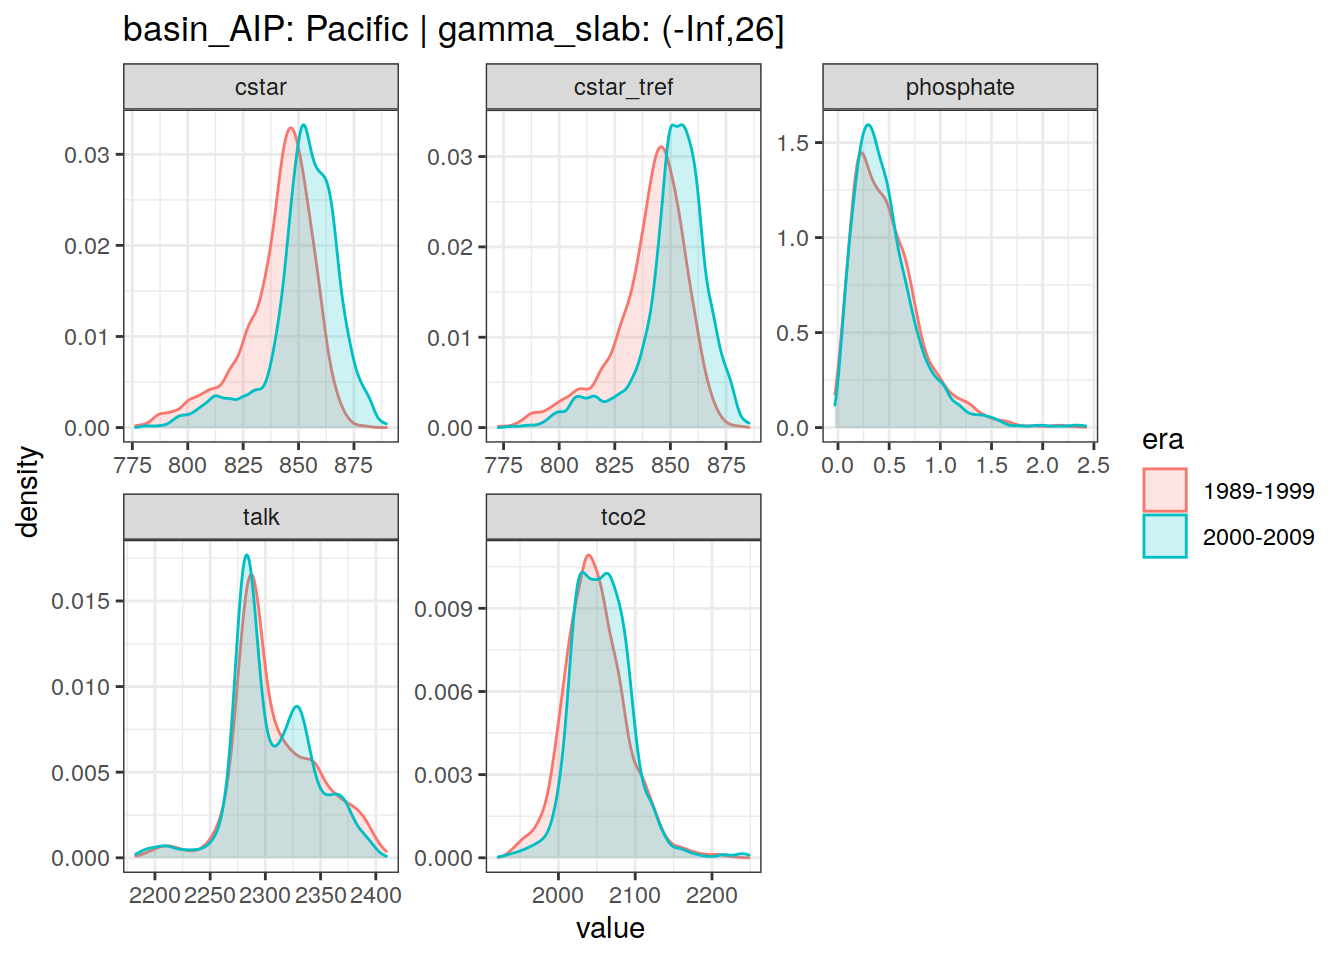 basin_AIP: Pacific | gamma_slab: (-Inf,26]
cstar
cstar_tref
phosphate
0.03
0.02
0.01
0.00
775 800 825 850 875
0.03
0.02
0.01
0.00
775 800 825 850 875
1.5
1.0
0.5
0.0
0.0 0.5 1.0 1.5 2.0 2.5
talk
tco2
0.015
0.010
0.005
0.000
2200 2250 2300 2350 2400
0.009
0.006
0.003
0.000
2000 2100 2200
density
value
era
1989-1999
2000-2009